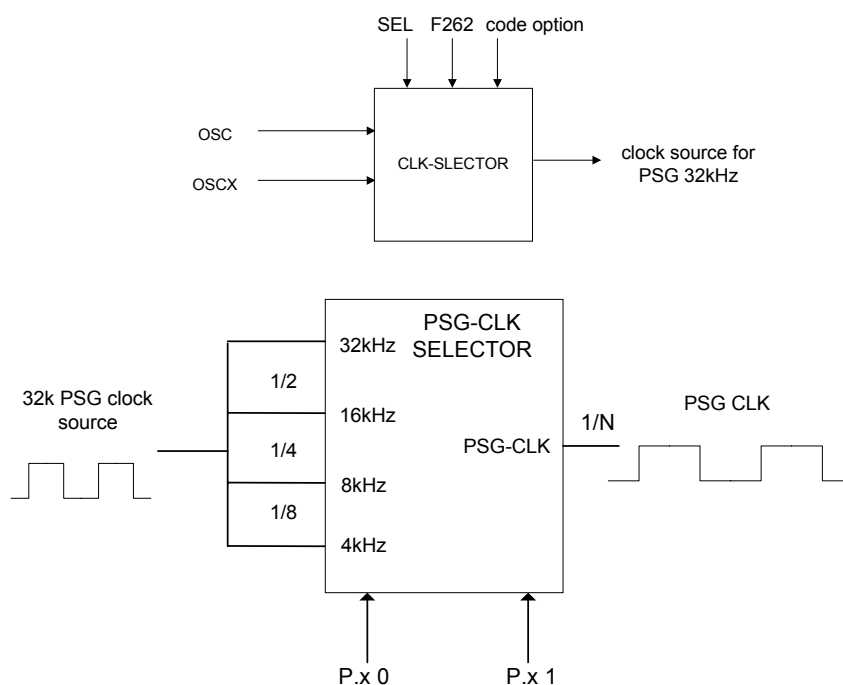 SEL F262 code option
OSC
OSCX
CLK-SLECTOR
clock source for
PSG 32kHz
PSG-CLK
SELECTOR
32kHz
1/2
16kHz
1/4
8kHz
1/8
4kHz
32k PSG clock
source
PSG-CLK
1/N
PSG CLK
P.x 0
P.x 1